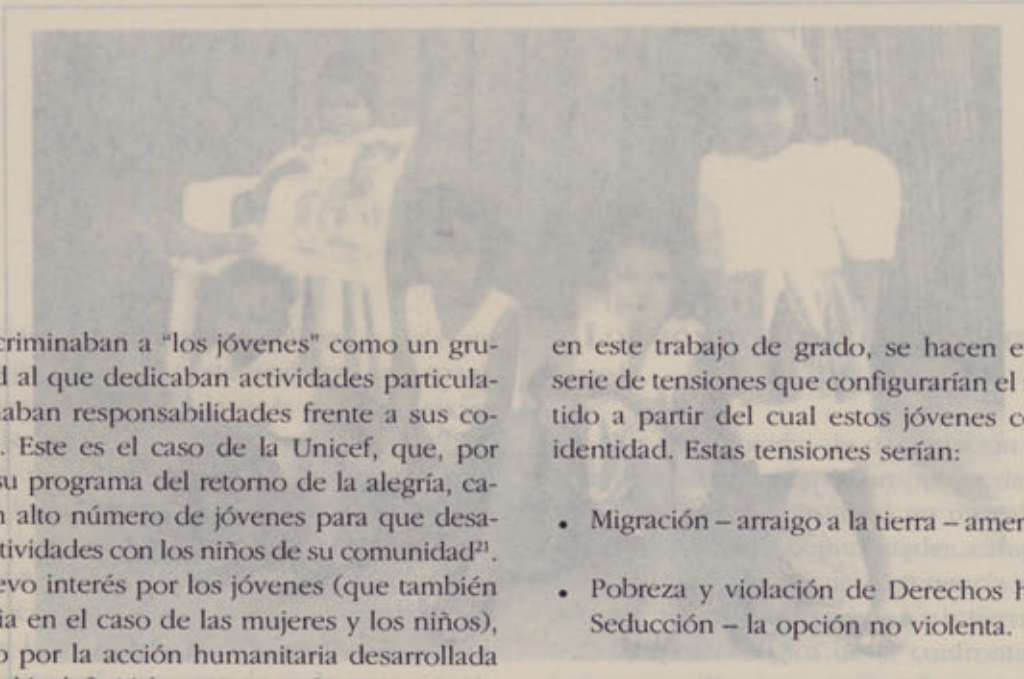 criminaban a "los jóvenes" como un gru-
al que dedicaban actividades particula-
aban responsabilidades frente a sus co-
. Este es el caso de la Unicef, que, por
su programa del retorno de la alegría, ca-
alto número de jóvenes para que desa-
tividades con los niños de su comunidad²¹.
evo interés por los jóvenes (que también
ia en el caso de las mujeres y los niños),
o por la acción humanitaria desarrollada
en este trabajo de grado, se hacen e
serie de tensiones que configurarían el
tido a partir del cual estos jóvenes co
identidad. Estas tensiones serían:
• Migración – arraigo a la tierra – amen
• Pobreza y violación de Derechos h
Seducción – la opción no violenta.